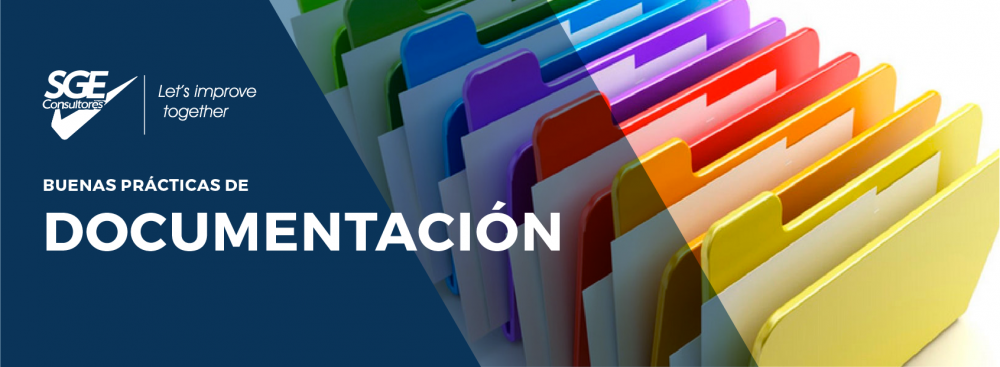 SGE
Consultores
Let's improve
together
BUENAS PRÁCTICAS DE
DOCUMENTACIÓN